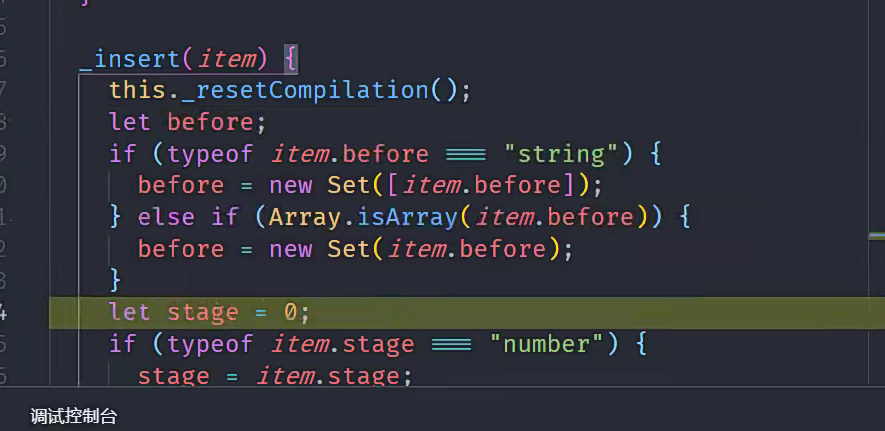 }
_insert(item) {
this._resetCompilation();
let before;
if (typeof item.before === "string") {
before = new Set([item.before]);
} else if (Array.isArray(item.before)) {
before = new Set(item.before);
}
let stage = 0;
if (typeof item.stage === "number") {
stage = item.stage;
调试控制台